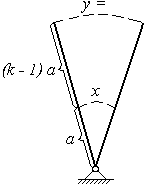 y =
(k - 1) a
x
a